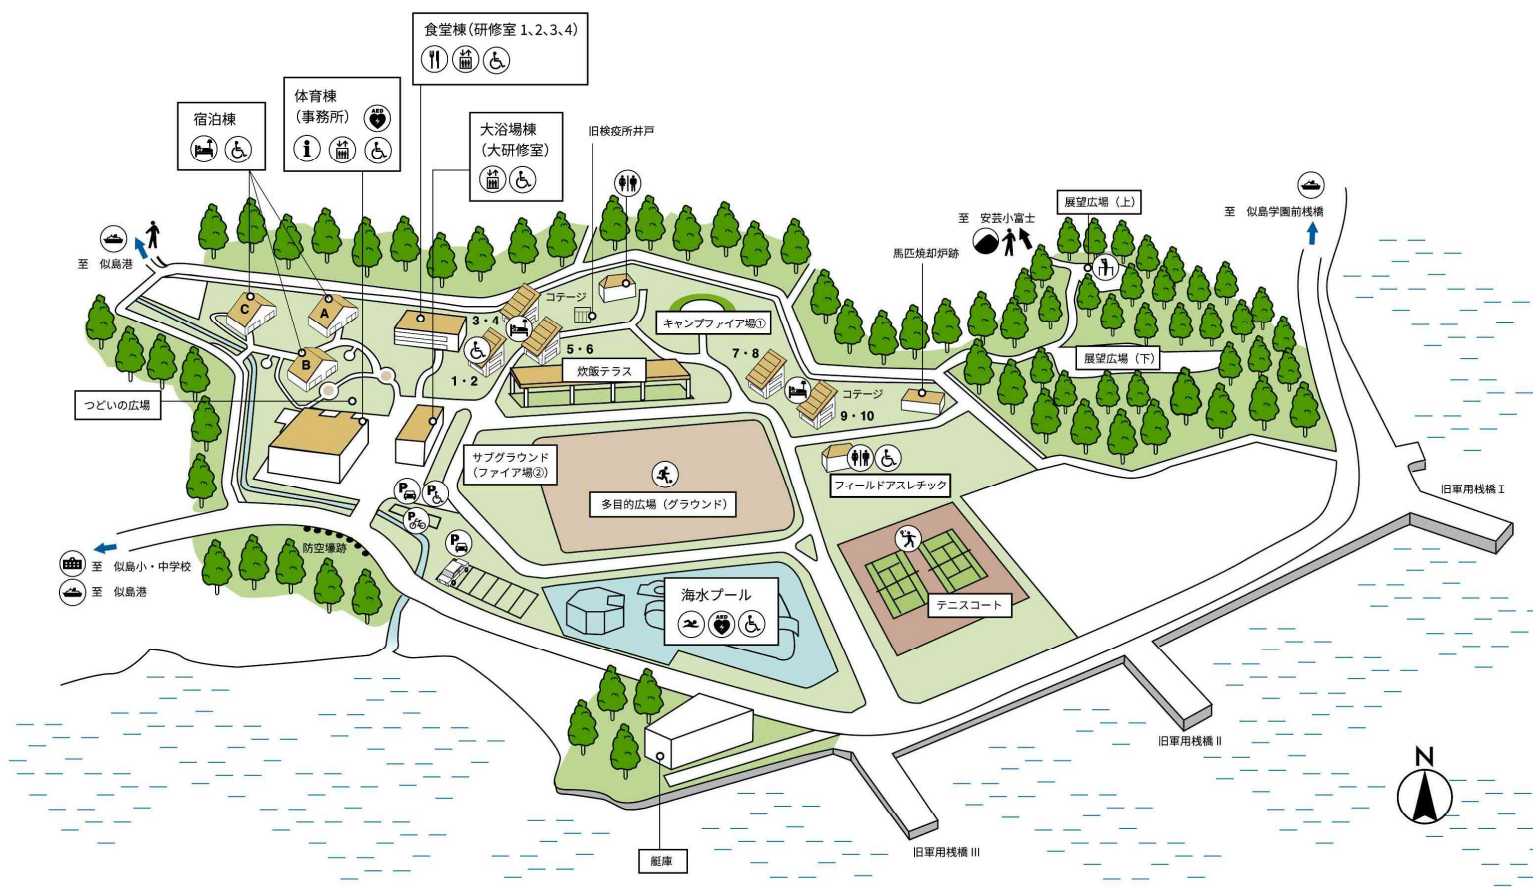 食堂棟（研修室 1、2、3、4）
体育棟
（事務所）
AED
i
宿泊棟
大浴場棟
（大研修室）
旧検疫所井戸
展望広場（上）
至 安芸小富士
至 似島学園前桟橋
馬匹焼却炉跡
至 似島港
C
A
B
コテージ
3・4
5・6
1・2
キャンプファイア場①
7・8
展望広場（下）
炊飯テラス
コテージ
9・10
つどいの広場
サブグラウンド
（ファイア場②）
多目的広場（グラウンド）
フィールドアスレチック
旧軍用桟橋Ⅰ
P
P
P
P
防空壕跡
至 似島小・中学校
至 似島港
海水プール
AED
テニスコート
旧軍用桟橋Ⅱ
N
旧軍用桟橋Ⅲ
艇庫